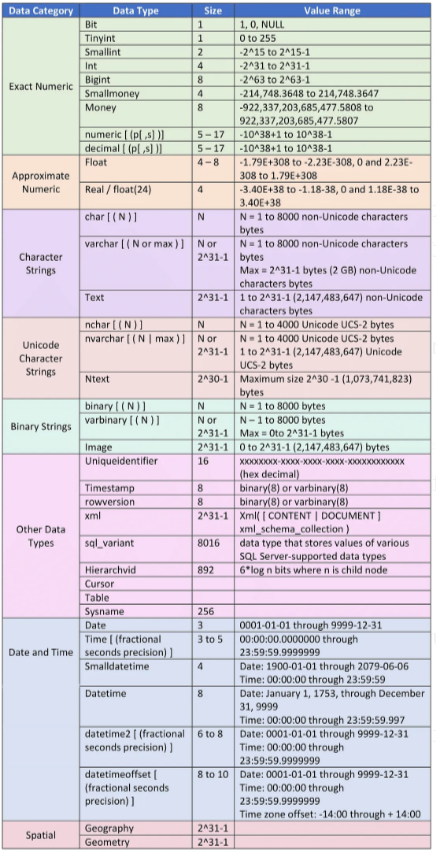 Data Category Data Type Size Value Range
Exact Numeric
Bit 1 1, 0, NULL
Tinyint 1 0 to 255
Smallint 2 -2^15 to 2^15-1
Int 4 -2^31 to 2^31-1
Bigint 8 -2^63 to 2^63-1
Smallmoney 4 -214,748.3648 to 214,748.3647
Money 8 -922,337,203,685,477.5808 to
922,337,203,685,477.5807
numeric [ (p[ ,s] )] 5 – 17 -10^38+1 to 10^38-1
decimal [ (p[ ,s] )] 5 – 17 -10^38+1 to 10^38-1
Approximate
Numeric
Float 4 – 8 -1.79E+308 to -2.23E-308, 0 and 2.23E-
308 to 1.79E+308
Real / float(24) 4 -3.40E+38 to -1.18-38, 0 and 1.18E-38 to
3.40E+38
Character
Strings
char [ ( N ) ] N N = 1 to 8000 non-Unicode characters
bytes
varchar [ ( N or max ) ] N or
2^31-1
N = 1 to 8000 non-Unicode characters
bytes
Max = 2^31-1 bytes (2 GB) non-Unicode
characters bytes
Text 2^31-1 1 to 2^31-1 (2,147,483,647) non-Unicode
characters bytes
Unicode
Character
Strings
nchar [ ( N ) ] N N = 1 to 4000 Unicode UCS-2 bytes
nvarchar [ ( N | max ) ] N or
2^31-1
N = 1 to 4000 Unicode UCS-2 bytes
1 to 2^31-1 (2,147,483,647) Unicode
UCS-2 bytes
Ntext 2^30-1 Maximum size 2^30 -1 (1,073,741,823)
bytes
Binary Strings
binary [ ( N ) ] N N = 1 to 8000 bytes
varbinary [ ( N ) ] N or
2^31-1
N – 1 to 8000 bytes
Max = 0to 2^31-1 bytes
Image 2^31-1 0 to 2^31-1 (2,147,483,647) bytes
Other Data
Types
Uniqueidentifier 16 xxxxxxxx-xxxx-xxxx-xxxx-xxxxxxxxxxxx
(hex decimal)
Timestamp 8 binary(8) or varbinary(8)
rowversion 8 binary(8) or varbinary(8)
xml 2^31-1 Xml( [ CONTENT | DOCUMENT ]
xml_schema_collection )
sql_variant 8016 data type that stores values of various
SQL Server-supported data types
Hierarchvid 892 6*log n bits where n is child node
Cursor
Table
Sysname 256
Date and Time
Date 3 0001-01-01 through 9999-12-31
Time [ (fractional
seconds precision) ]
3 to 5 00:00:00.0000000 through
23:59:59.9999999
Smalldatetime 4 Date: 1900-01-01 through 2079-06-06
Time: 00:00:00 through 23:59:59
Datetime 8 Date: January 1, 1753, through December
31, 9999
Time: 00:00:00 through 23:59:59.997
datetime2 [ (fractional
seconds precision) ]
6 to 8 Date: 0001-01-01 through 9999-12-31
Time: 00:00:00 through
23:59:59.9999999
datetimeoffset [
(fractional seconds
precision) ]
8 to 10 Date: 0001-01-01 through 9999-12-31
Time: 00:00:00 through
23:59:59.9999999
Time zone offset: -14:00 through + 14:00
Spatial
Geography 2^31-1
Geometry 2^31-1